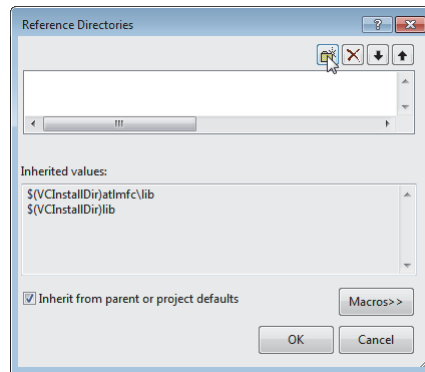 Reference Directories
Inherited values:
$(VCInstallDir)atlmfc\lib
$(VCInstallDir)lib
Inherit from parent or project defaults
Macros>>
OK
Cancel